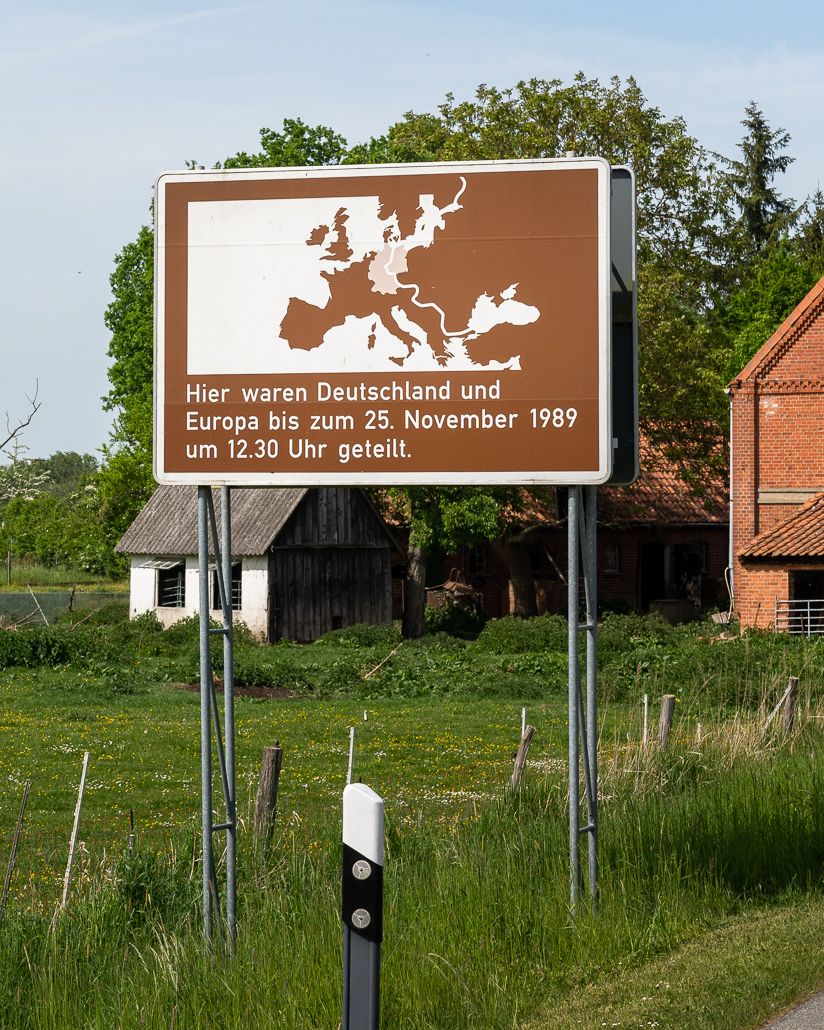 Hier waren Deutschland und
Europa bis zum 25. November 1989
um 12.30 Uhr geteilt.